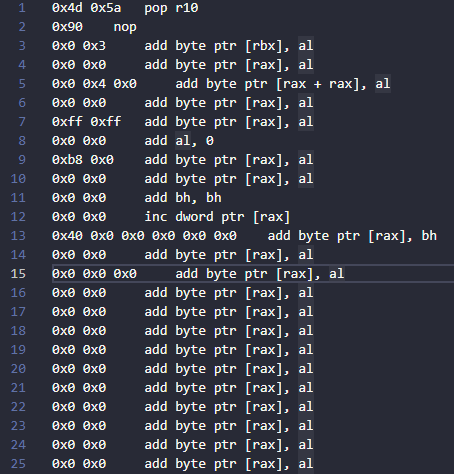 1 0x4d 0x5a pop r10
2 0x90 nop
3 0x0 0x3 add byte ptr [rbx], al
4 0x0 0x0 add byte ptr [rax], al
5 0x0 0x4 0x0 add byte ptr [rax + rax], al
6 0x0 0x0 add byte ptr [rax], al
7 0xff 0xff add byte ptr [rax], al
8 0x0 0x0 add al, 0
9 0xb8 0x0 add byte ptr [rax], al
10 0x0 0x0 add byte ptr [rax], al
11 0x0 0x0 add bh, bh
12 0x0 0x0 inc dword ptr [rax]
13 0x40 0x0 0x0 0x0 0x0 0x0 add byte ptr [rax], bh
14 0x0 0x0 add byte ptr [rax], al
15 0x0 0x0 0x0 add byte ptr [rax], al
16 0x0 0x0 add byte ptr [rax], al
17 0x0 0x0 add byte ptr [rax], al
18 0x0 0x0 add byte ptr [rax], al
19 0x0 0x0 add byte ptr [rax], al
20 0x0 0x0 add byte ptr [rax], al
21 0x0 0x0 add byte ptr [rax], al
22 0x0 0x0 add byte ptr [rax], al
23 0x0 0x0 add byte ptr [rax], al
24 0x0 0x0 add byte ptr [rax], al
25 0x0 0x0 add byte ptr [rax], al